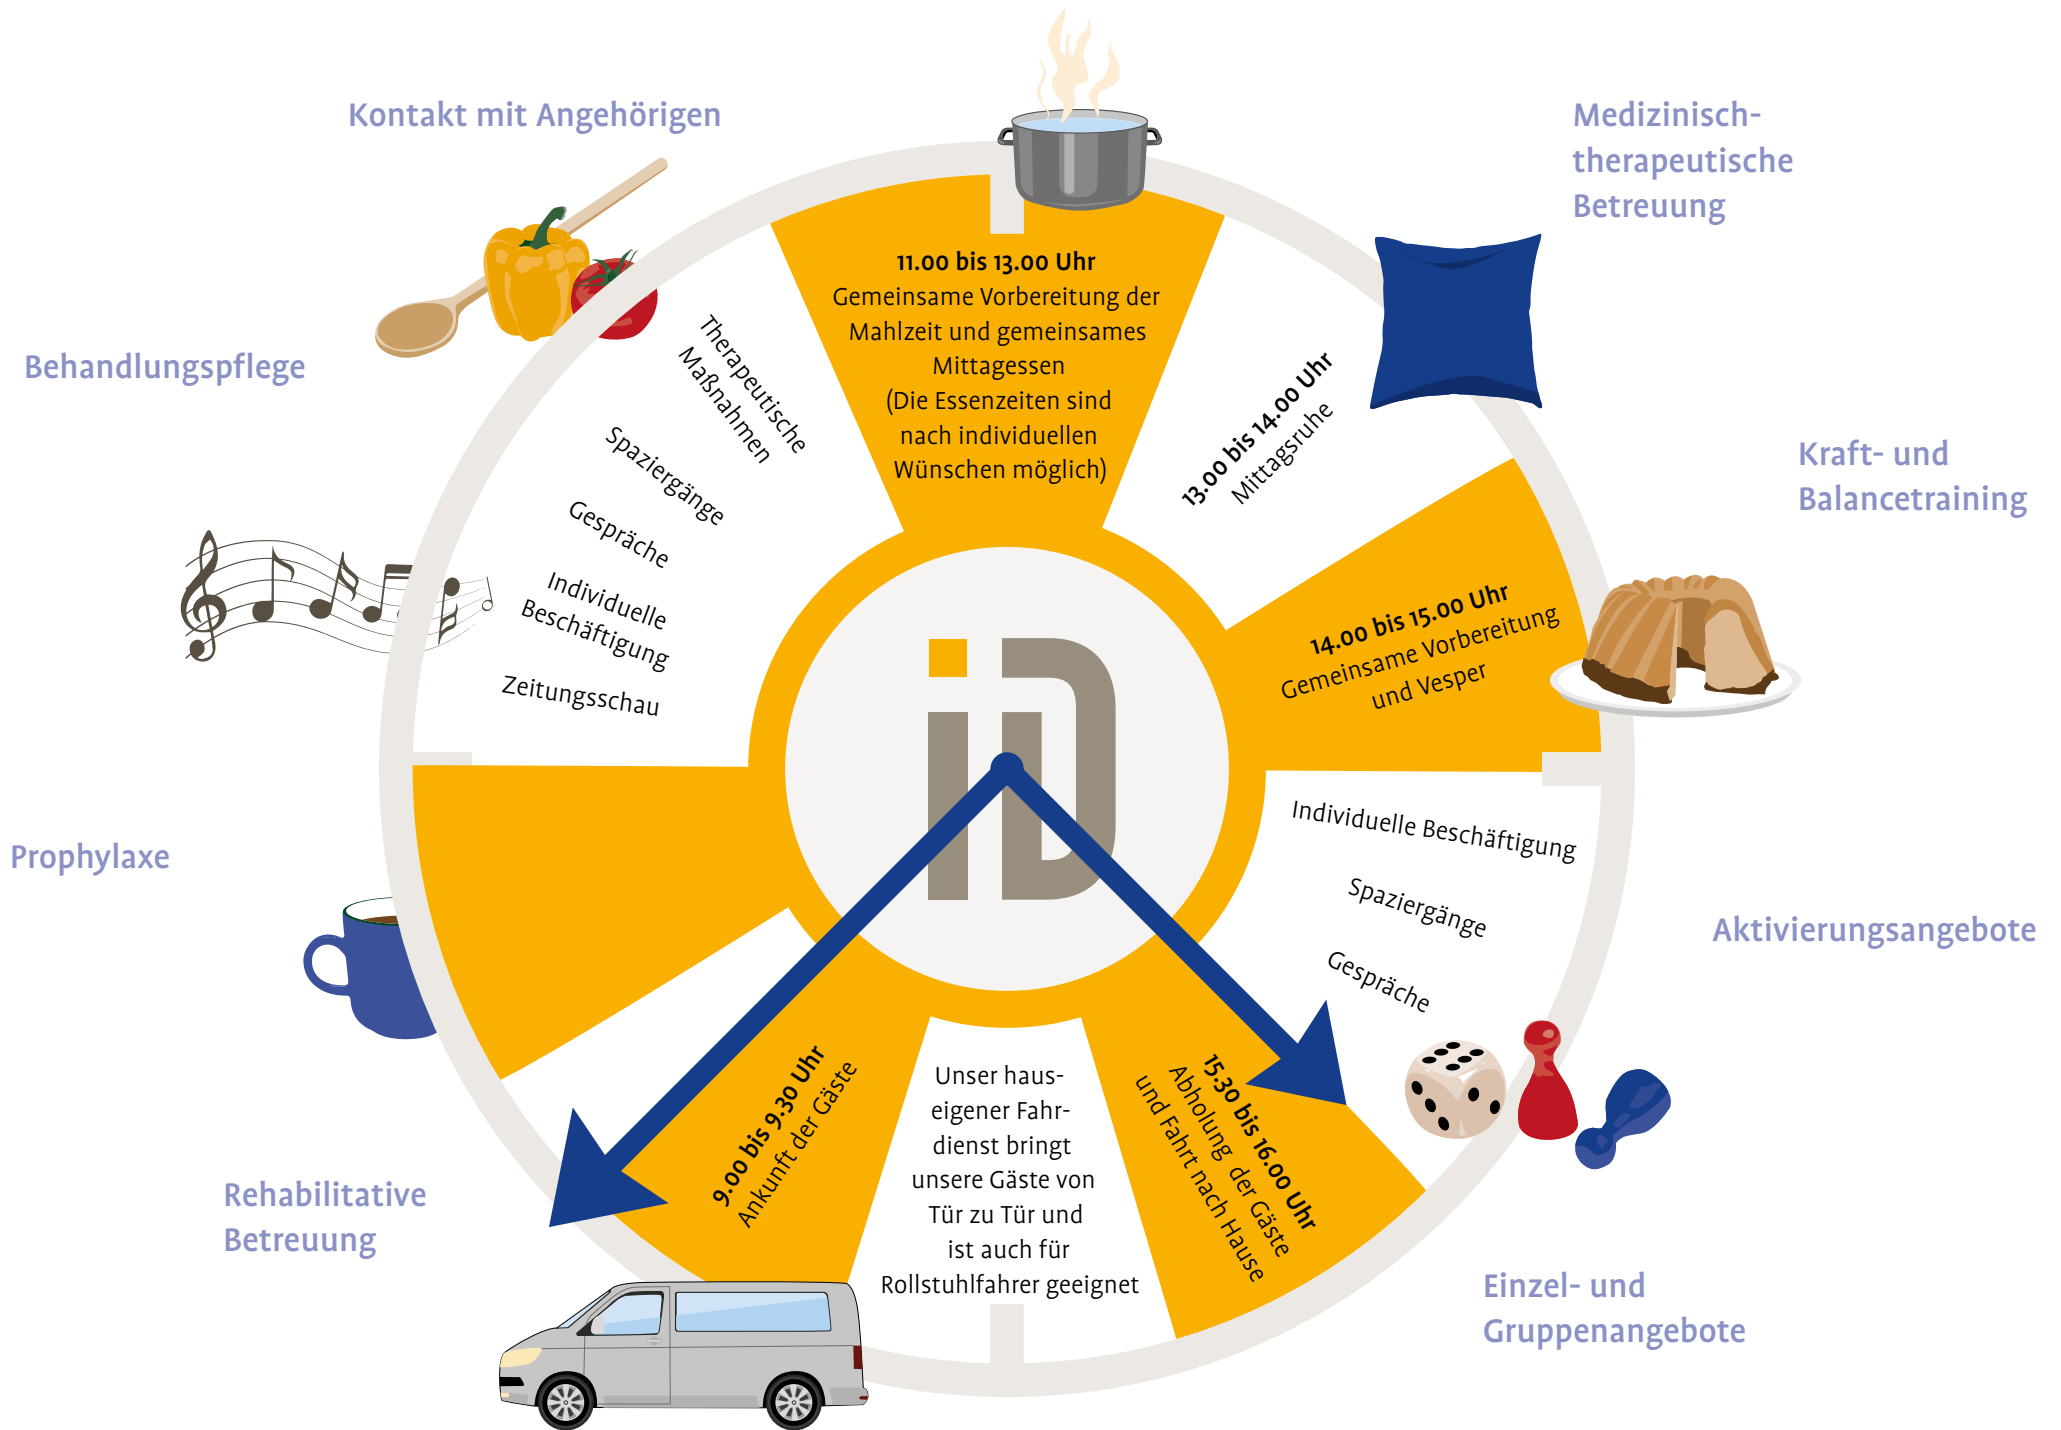 Kontakt mit Angehörigen
Medizinisch-
therapeutische
Betreuung
Behandlungspflege
Kraft- und
Balancetraining
Prophylaxe
Aktivierungsangebote
Rehabilitative
Betreuung
Einzel- und
Gruppenangebote
9.00 bis 9.30 Uhr
Ankunft der Gäste
Zeitungsschau
Individuelle
Beschäftigung
Gespräche
Spaziergänge
Therapeutische
Maßnahmen
11.00 bis 13.00 Uhr
Gemeinsame Vorbereitung der
Mahlzeit und gemeinsames
Mittagessen
(Die Essenzeiten sind
nach individuellen
Wünschen möglich)
13.00 bis 14.00 Uhr
Mittagsruhe
14.00 bis 15.00 Uhr
Gemeinsame Vorbereitung
und Vesper
Individuelle Beschäftigung
Spaziergänge
Gespräche
15.30 bis 16.00 Uhr
Abholung der Gäste
und Fahrt nach Hause
Unser haus-
eigener Fahr-
dienst bringt
unsere Gäste von
Tür zu Tür und
ist auch für
Rollstuhlfahrer geeignet
iD